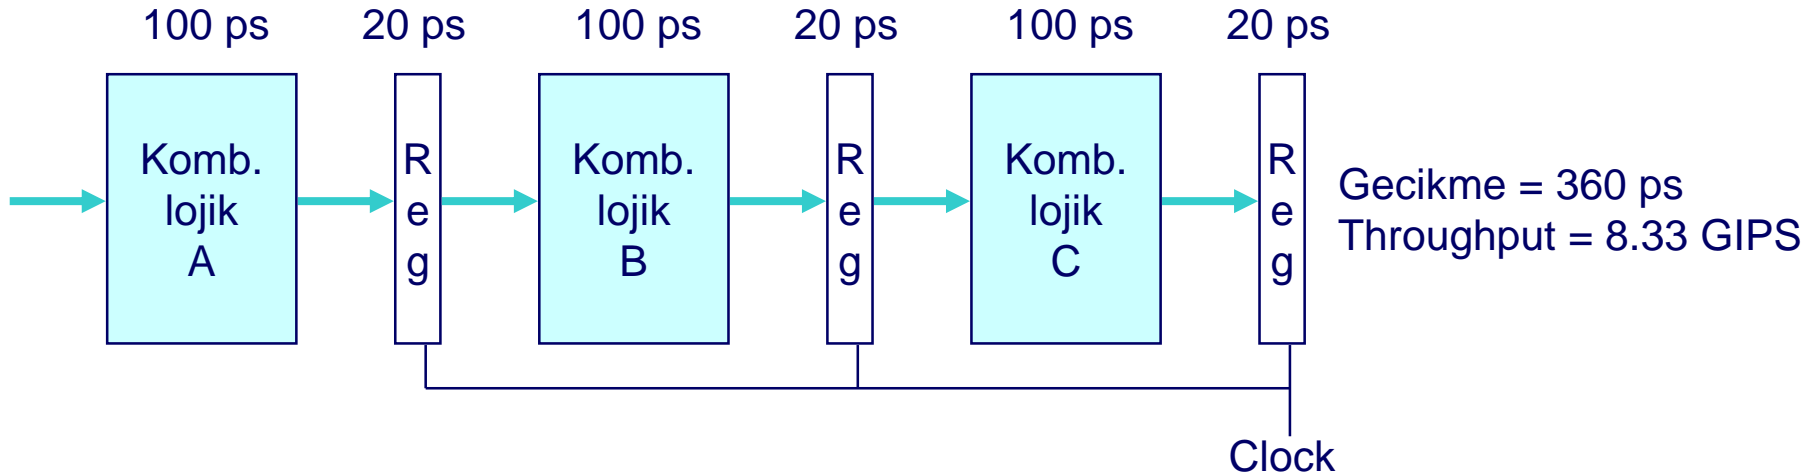 100 ps 20 ps 100 ps 20 ps 100 ps 20 ps
Komb.
lojik
A
R
e
g
Komb.
lojik
B
R
e
g
Komb.
lojik
C
R
e
g
Gecikme = 360 ps
Throughput = 8.33 GIPS
Clock